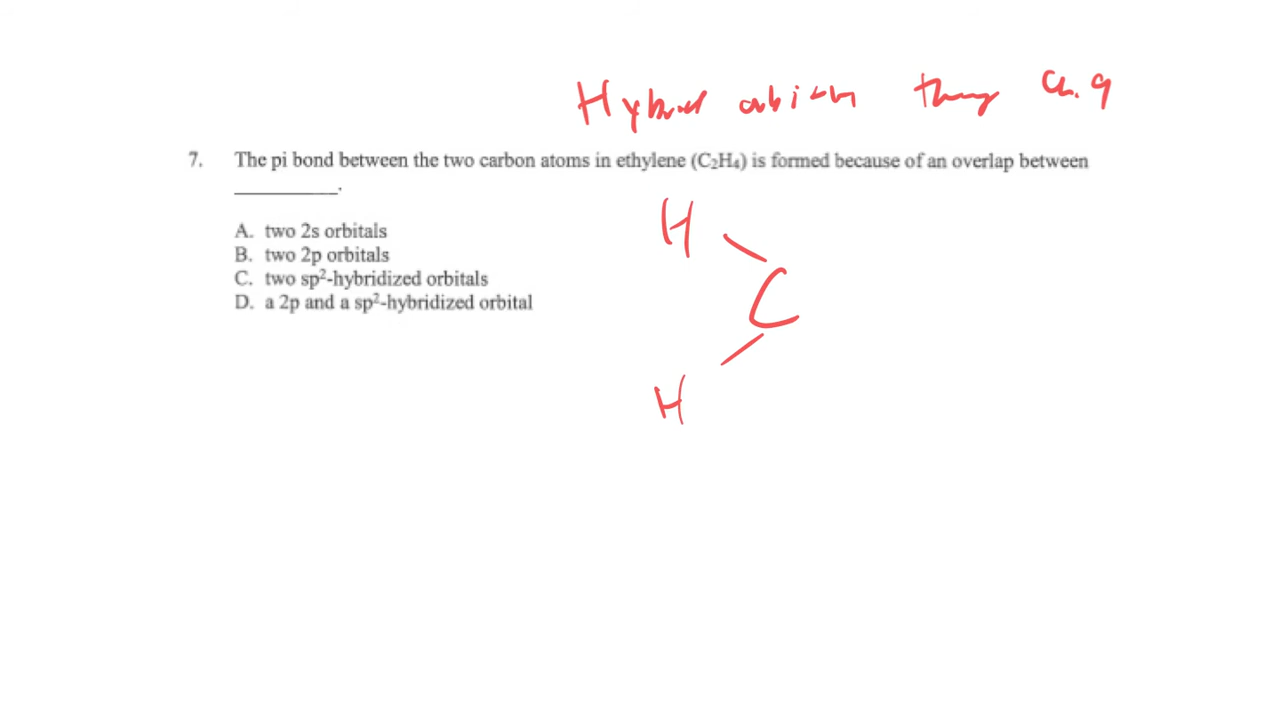 Hybrid orbitals theory Ch. 9
7. The pi bond between the two carbon atoms in ethylene (C₂H₄) is formed because of an overlap between
__________.
A. two 2s orbitals
B. two 2p orbitals
C. two sp²-hybridized orbitals
D. a 2p and a sp²-hybridized orbital
H
C
H